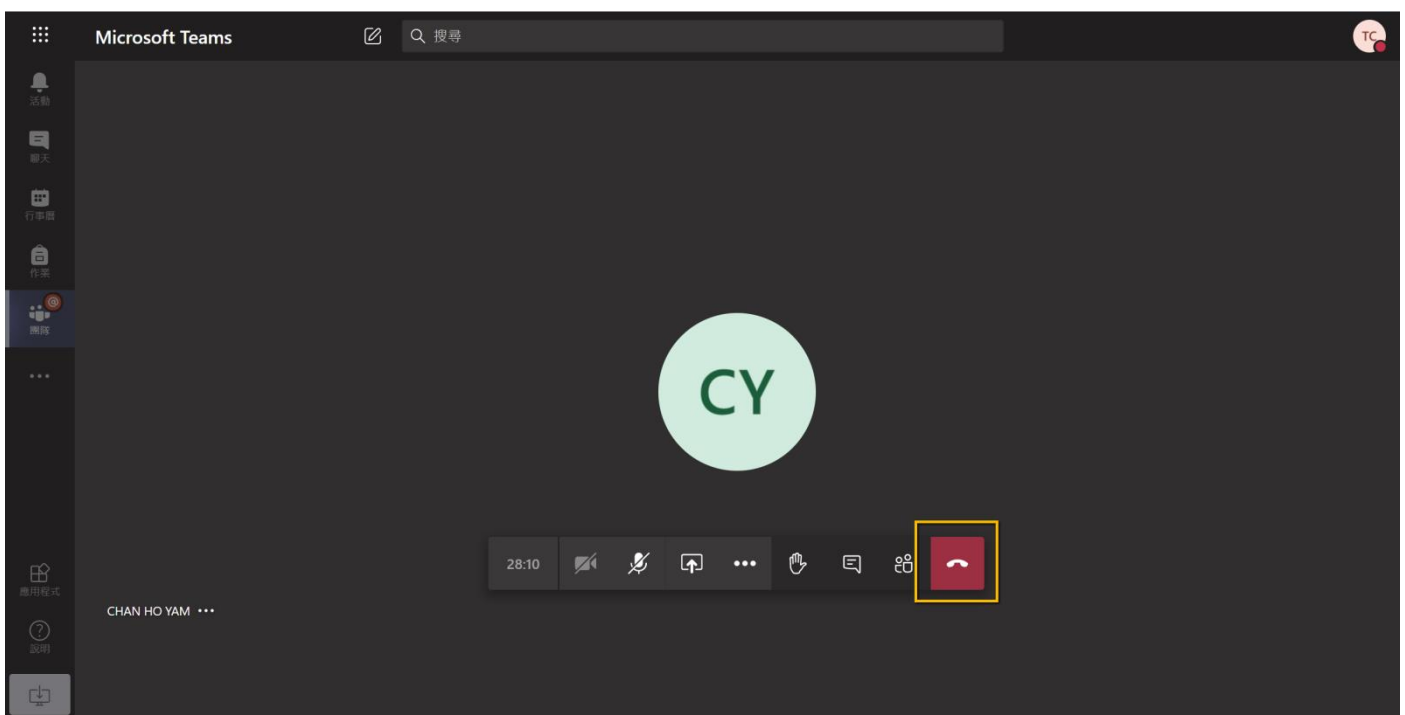 Microsoft Teams
搜尋
TC
活動
聊天
行事曆
作業
團隊
CY
28:10
應用程式
CHAN HO YAM
說明